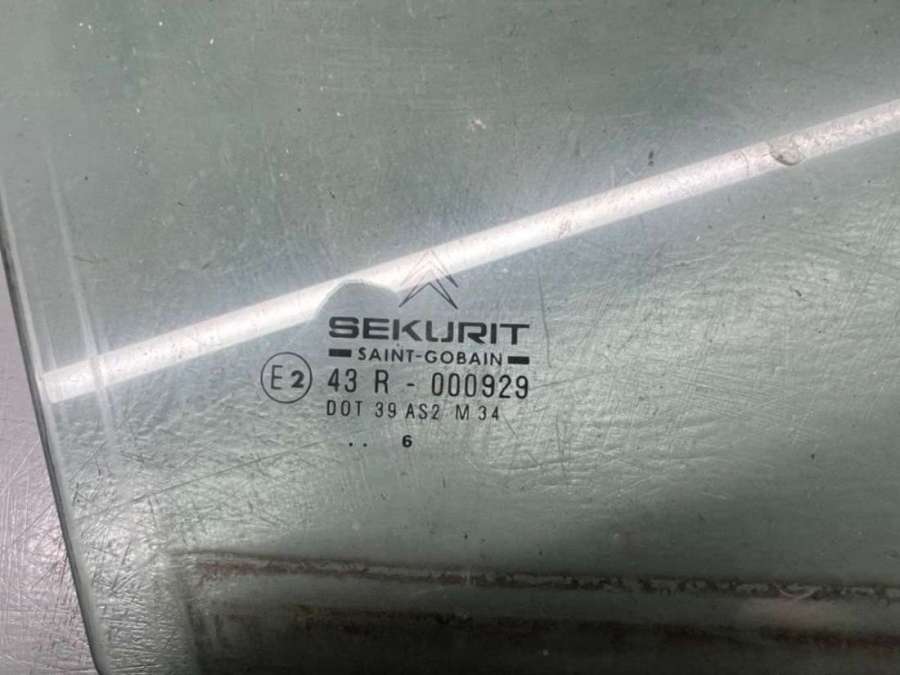 SEKURIT
SAINT-GOBAIN
E2 43 R - 000929
DOT 39 AS2 M 34
.. 6